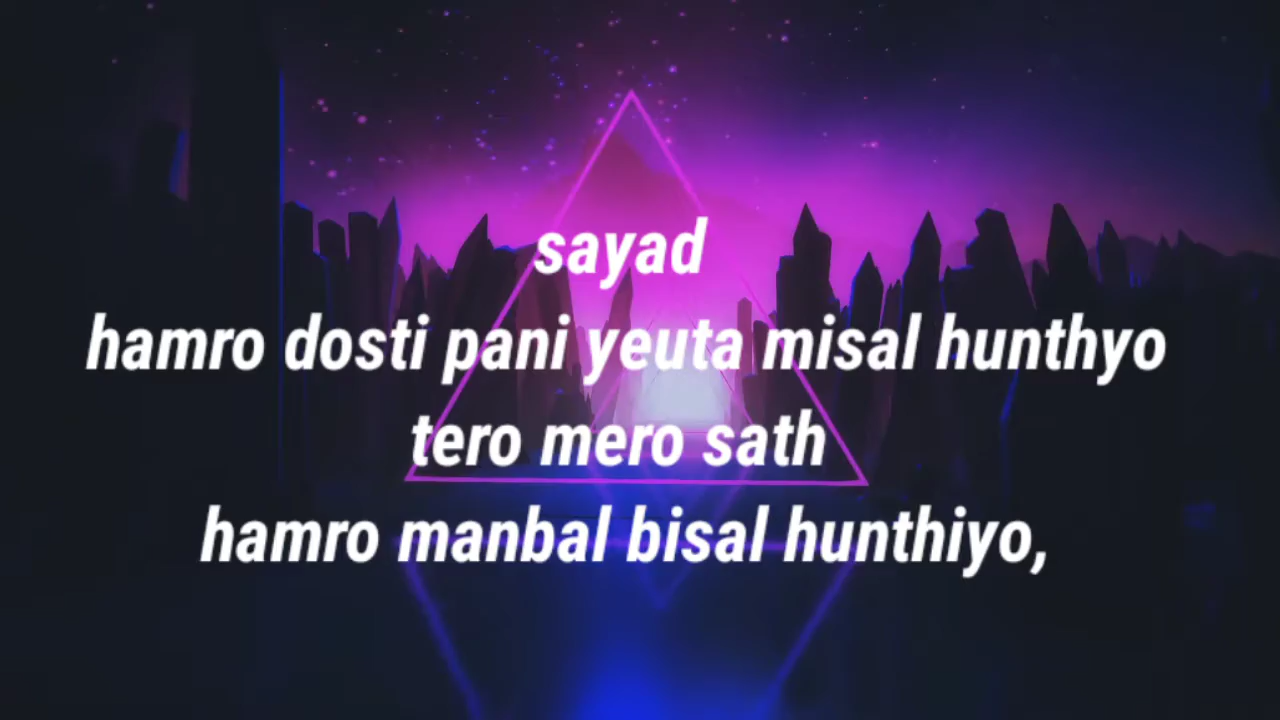 sayad
hamro dosti pani yeuta misal hunthyo
tero mero sath
hamro manbal bisal hunthiyo,